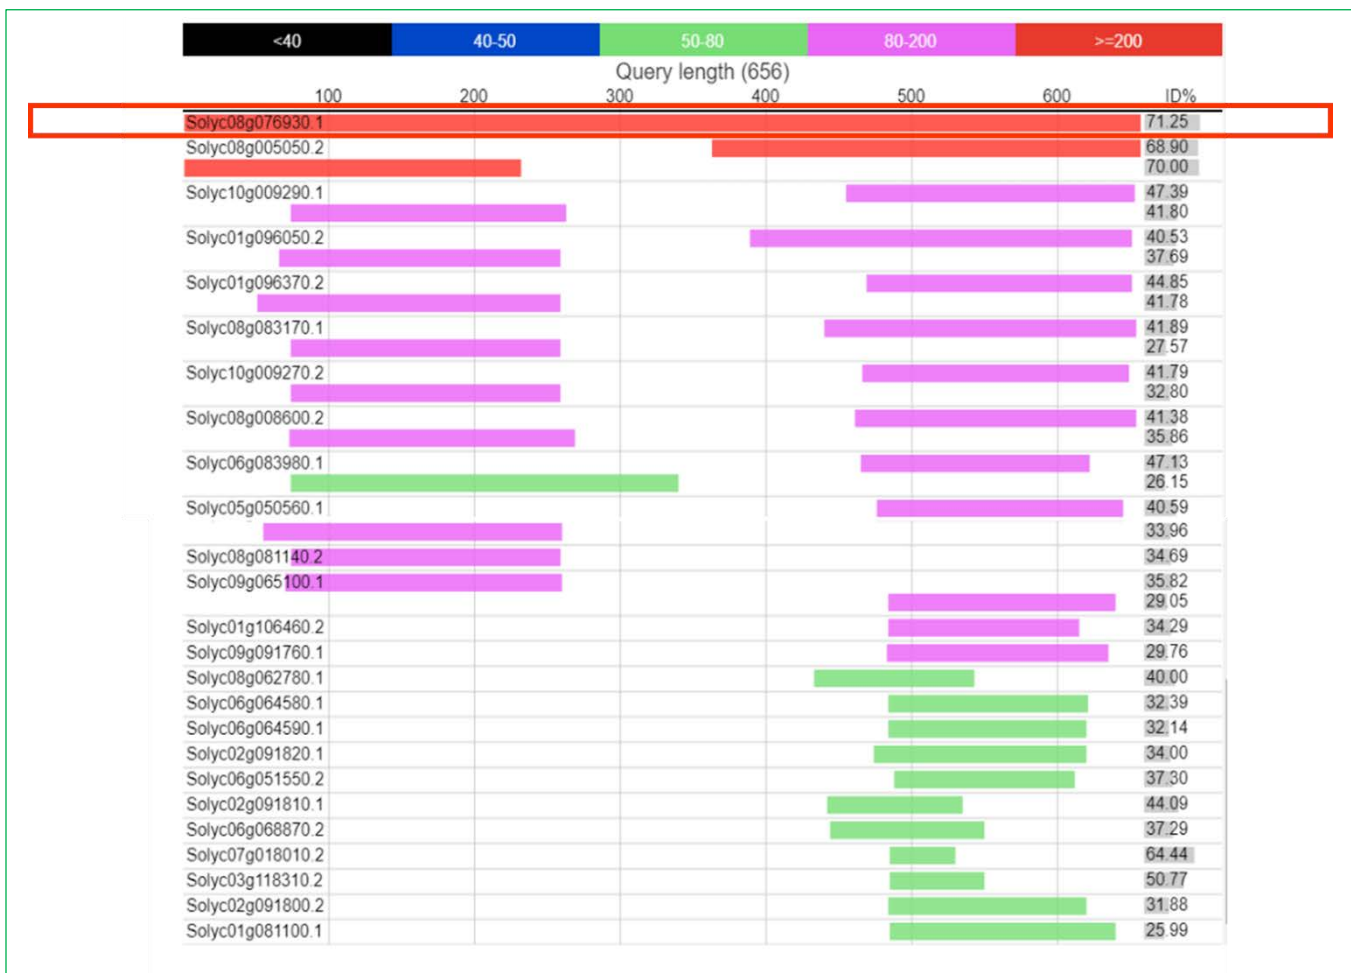 <40 40-50 50-80 80-200 >=200
Query length (656)
100 200 300 400 500 600 ID%
Solyc08g076930.1 71.25
Solyc08g005050.2 68.90
70.00
Solyc10g009290.1 47.39
41.80
Solyc01g096050.2 40.53
37.69
Solyc01g096370.2 44.85
41.78
Solyc08g083170.1 41.89
27.57
Solyc10g009270.2 41.79
32.80
Solyc08g008600.2 41.38
35.86
Solyc06g083980.1 47.13
26.15
Solyc05g050560.1 40.59
33.96
Solyc08g081140.2 34.69
Solyc09g065100.1 35.82
29.05
Solyc01g106460.2 34.29
Solyc09g091760.1 29.76
Solyc08g062780.1 40.00
Solyc06g064580.1 32.39
Solyc06g064590.1 32.14
Solyc02g091820.1 34.00
Solyc06g051550.2 37.30
Solyc02g091810.1 44.09
Solyc06g068870.2 37.29
Solyc07g018010.2 64.44
Solyc03g118310.2 50.77
Solyc02g091800.2 31.88
Solyc01g081100.1 25.99